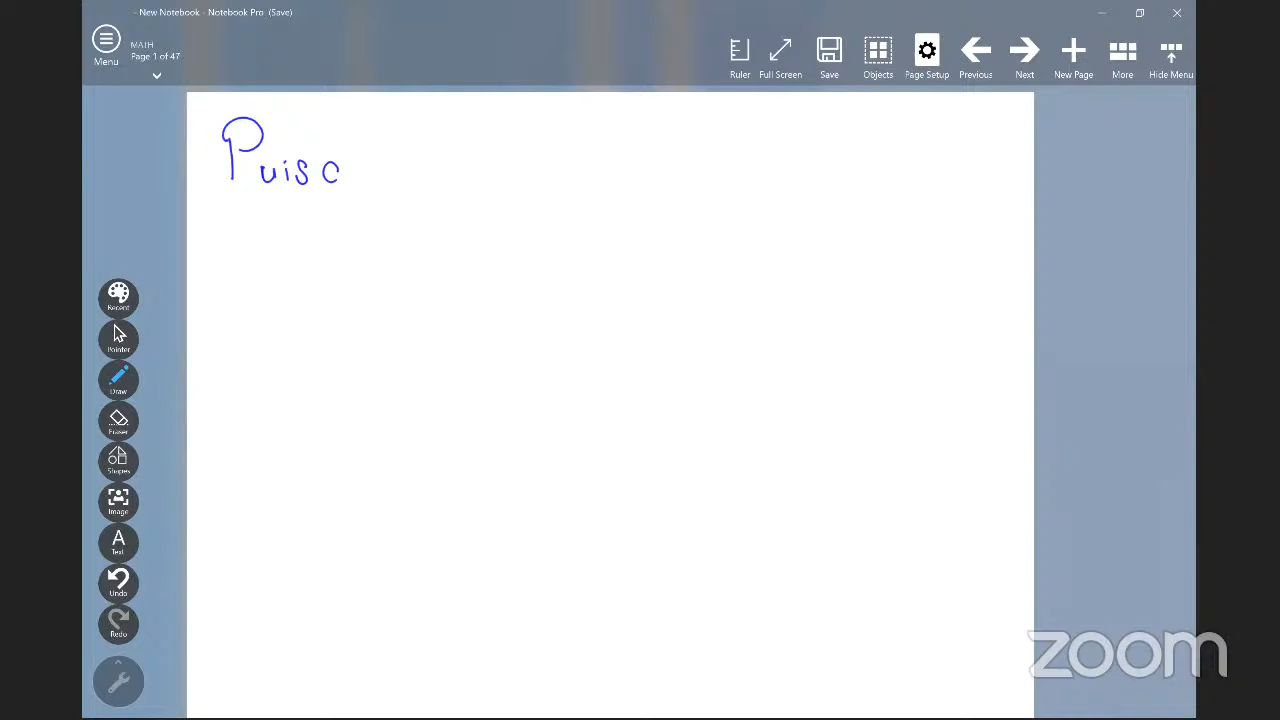 - New Notebook - Notebook Pro (Save)
Menu
MATH
Page 1 of 47
Ruler
Full Screen
Save
Objects
Page Setup
Previous
Next
New Page
More
Hide Menu
Puisc
Recent
Pointer
Draw
Eraser
Shapes
Image
A
Text
Undo
Redo
zoom